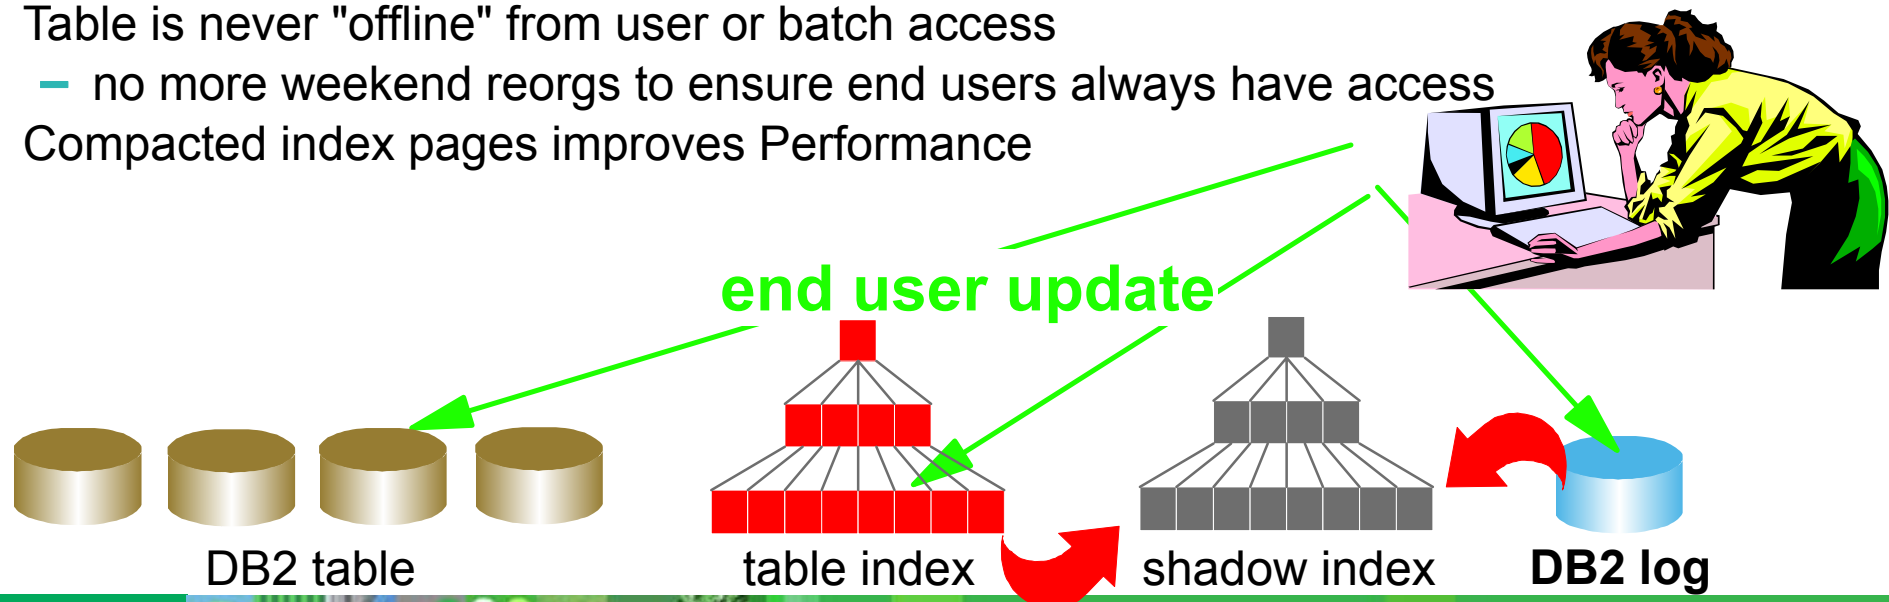 Table is never "offline" from user or batch access
– no more weekend reorgs to ensure end users always have access
Compacted index pages improves Performance
end user update
DB2 table
table index
shadow index
DB2 log